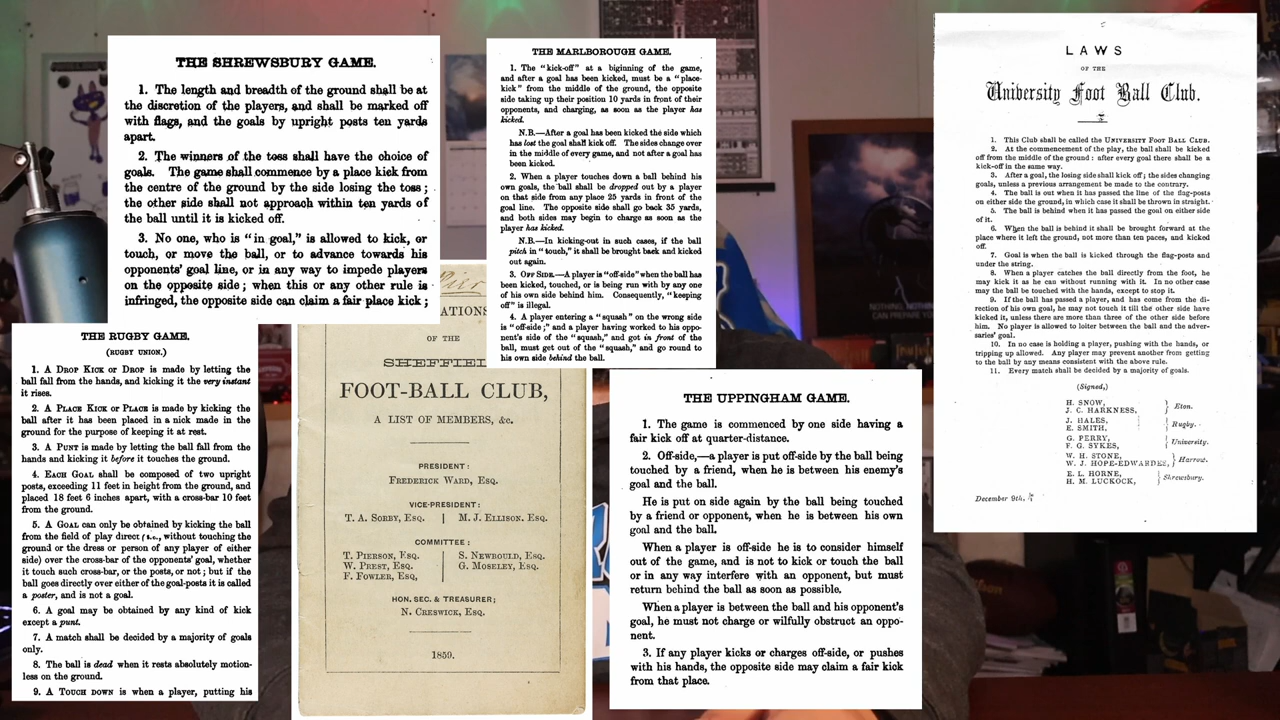 THE SHREWSBURY GAME.
1. The length and breadth of the ground shall be at
the discretion of the players, and shall be marked off
with flags, and the goals by upright posts ten yards
apart.
2. The winners of the toss shall have the choice of
goals. The game shall commence by a place kick from
the centre of the ground by the side losing the toss;
the other side shall not approach within ten yards of
the ball until it is kicked off.
3. No one, who is "in goal," is allowed to kick, or
touch, or move the ball, or to advance towards his
opponents' goal line, or in any way to impede players
on the opposite side; when this or any other rule is
infringed, the opposite side can claim a fair place kick;
THE MARLBOROUGH GAME.
1. The "kick-off" at a biginning of the game,
and after a goal has been kicked, must be a "place-
kick" from the middle of the ground, the opposite
side taking up their position 10 yards in front of their
opponents, and charging, as soon as the player has
kicked.
N.B.—After a goal has been kicked the side which
has lost the goal shall kick off. The sides change over
in the middle of every game, and not after a goal has
been kicked.
2. When a player touches down a ball behind his
own goals, the ball shall be dropped out by a player
on that side from any place 25 yards in front of the
goal line. The opposite side shall go back 35 yards,
and both sides may begin to charge as soon as the
player has kicked.
N.B.—In kicking-out in such cases, if the ball
pitch in "touch," it shall be brought back and kicked
out again.
3. OFF SIDE.—A player is "off-side" when the ball has
been kicked, touched, or is being run with by any one
of his own side behind him. Consequently, "keeping
off" is illegal.
4. A player entering a "squash" on the wrong side
is "off-side;" and a player having worked to his oppo-
nent's side of the "squash," and got in front of the
ball, must get out of the "squash," and go round to
his own side behind the ball.
LAWS
OF THE
University Foot Ball Club.
1. This Club shall be called the UNIVERSITY FOOT BALL CLUB.
2. At the commencement of the play, the ball shall be kicked
off from the middle of the ground: after every goal there shall be a
kick-off in the same way.
3. After a goal, the losing side shall kick off; the sides changing
goals, unless a previous arrangement be made to the contrary.
4. The ball is out when it has passed the line of the flag-posts
on either side of the ground, in which case it shall be thrown in straight.
5. The ball is behind when it has passed the goal on either side
of it.
6. When the ball is behind it shall be brought forward at the
place where it left the ground, not more than ten paces, and kicked
off.
7. Goal is when the ball is kicked through the flag-posts and
under the string.
8. When a player catches the ball directly from the foot, he
may kick it as he can without running with it. In no other case
may the ball be touched with the hands, except to stop it.
9. If the ball has passed a player, and has come from the di-
rection of his own goal, he may not touch it till the other side have
kicked it, unless there are more than three of the other side before
him. No player is allowed to loiter between the ball and the adver-
saries' goal.
10. In no case is holding a player, pushing with the hands, or
tripping up allowed. Any player may prevent another from getting
to the ball by any means consistent with the above rule.
11. Every match shall be decided by a majority of goals.
(Signed,)
H. SNOW,
J. C. HARKNESS, } Eton.
J. HALES,
E. SMITH, } Rugby.
G. PERRY,
F. G. SYKES, } University.
W. H. STONE,
W. J. HOPE-EDWARDES, } Harrow.
E. L. HORNE,
H. M. LUCKOCK, } Shrewsbury.
December 9th,
THE RUGBY GAME.
(RUGBY UNION.)
1. A DROP KICK or DROP is made by letting the
ball fall from the hands, and kicking it the very instant
it rises.
2. A PLACE KICK or PLACE is made by kicking the
ball after it has been placed in a nick made in the
ground for the purpose of keeping it at rest.
3. A PUNT is made by letting the ball fall from the
hands and kicking it before it touches the ground.
4. EACH GOAL shall be composed of two upright
posts, exceeding 11 feet in height from the ground, and
placed 18 feet 6 inches apart, with a cross-bar 10 feet
from the ground.
5. A GOAL can only be obtained by kicking the ball
from the field of play direct (i.e., without touching the
ground or the dress or person of any player of either
side) over the cross-bar of the opponents' goal, whether
it touch such cross-bar, or the posts, or not; but if the
ball goes directly over either of the goal-posts it is called
a poster, and is not a goal.
6. A goal may be obtained by any kind of kick
except a punt.
7. A match shall be decided by a majority of goals
only.
8. The ball is dead when it rests absolutely motion-
less on the ground.
9. A TOUCH DOWN is when a player, putting his
ATIONS
OF THE
SHEFFIELD
FOOT-BALL CLUB,
A LIST OF MEMBERS, &c.
PRESIDENT:
FREDERICK WARD, ESQ.
VICE-PRESIDENT:
T. A. SORBY, ESQ. | M. J. ELLISON, ESQ.
COMMITTEE:
T. PIERSON, ESQ. S. NEWBOULD, ESQ.
W. PREST, ESQ. G. MOSELEY, ESQ.
F. FOWLER, ESQ,
HON. SEC. & TREASURER;
N. CRESWICK, ESQ.
1859.
THE UPPINGHAM GAME.
1. The game is commenced by one side having a
fair kick off at quarter-distance.
2. Off-side,—a player is put off-side by the ball being
touched by a friend, when he is between his enemy's
goal and the ball.
He is put on side again by the ball being touched
by a friend or opponent, when he is between his own
goal and the ball.
When a player is off-side he is to consider himself
out of the game, and is not to kick or touch the ball
or in any way interfere with an opponent, but must
return behind the ball as soon as possible.
When a player is between the ball and his opponent's
goal, he must not charge or wilfully obstruct an oppo-
nent.
3. If any player kicks or charges off-side, or pushes
with his hands, the opposite side may claim a fair kick
from that place.